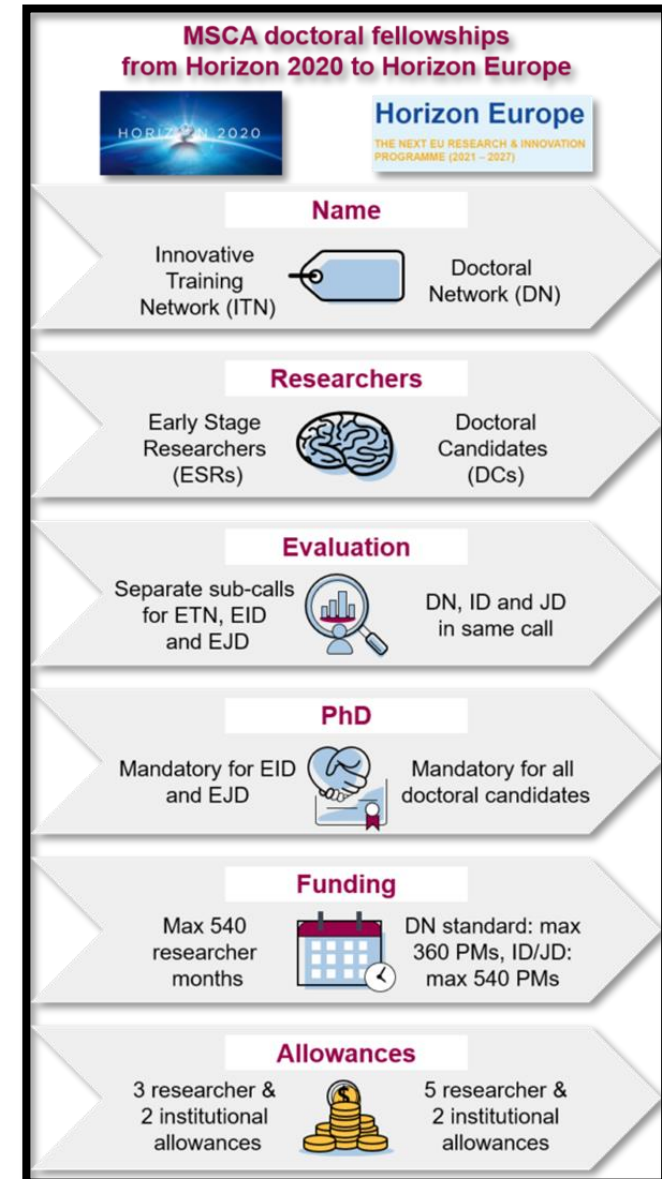 MSCA doctoral fellowships
from Horizon 2020 to Horizon Europe
HORIZON 2020
Horizon Europe
THE NEXT EU RESEARCH & INNOVATION
PROGRAMME (2021 – 2027)
Name
Innovative
Training
Network (ITN)
Doctoral
Network (DN)
Researchers
Early Stage
Researchers
(ESRs)
Doctoral
Candidates
(DCs)
Evaluation
Separate sub-calls
for ETN, EID
and EJD
DN, ID and JD
in same call
PhD
Mandatory for EID
and EJD
Mandatory for all
doctoral candidates
Funding
Max 540
researcher
months
DN standard: max
360 PMs, ID/JD:
max 540 PMs
Allowances
3 researcher &
2 institutional
allowances
$
5 researcher &
2 institutional
allowances